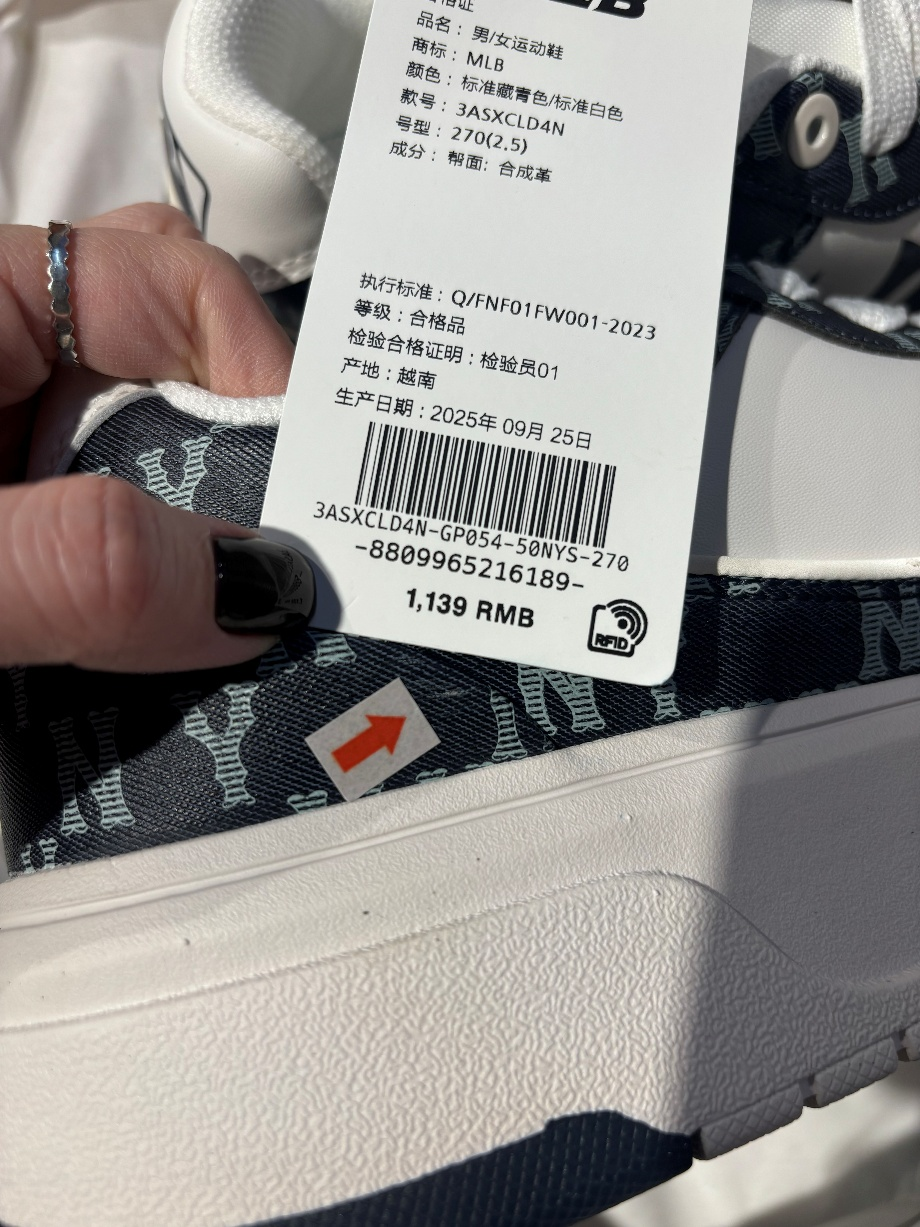 合格证
品名：男/女运动鞋
商标：MLB
颜色：标准藏青色/标准白色
款号：3ASXCLD4N
号型：270(2.5)
成分：帮面: 合成革
执行标准：Q/FNF01FW001-2023
等级：合格品
检验合格证明：检验员01
产地：越南
生产日期：2025年 09月 25日
3ASXCLD4N-GP054-50NYS-270
-8809965216189-
1,139 RMB
RFID
N Y
N Y N Y N